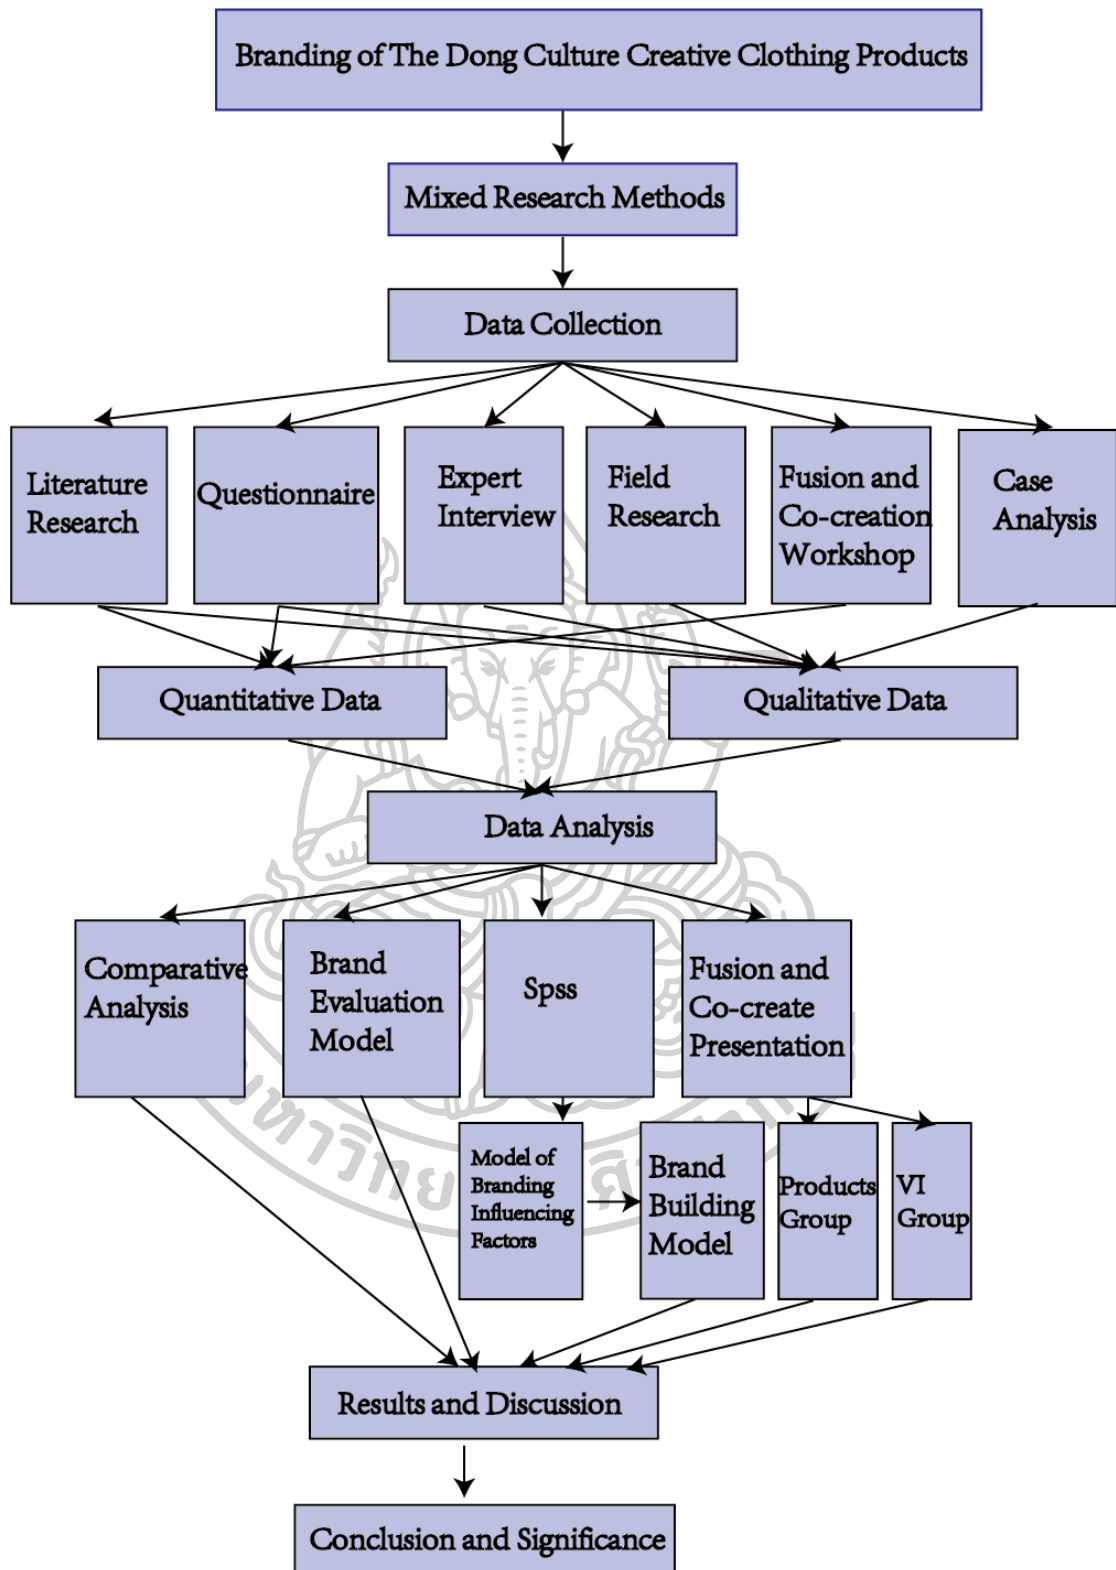 Branding of The Dong Culture Creative Clothing Products
Mixed Research Methods
Data Collection
Literature
Research
Questionnaire
Expert
Interview
Field
Research
Fusion and
Co-creation
Workshop
Case
Analysis
Quantitative Data
Qualitative Data
Data Analysis
Comparative
Analysis
Brand
Evaluation
Model
Spss
Fusion and
Co-create
Presentation
Model of
Branding
Influencing
Factors
Brand
Building
Model
Products
Group
VI
Group
Results and Discussion
Conclusion and Significance